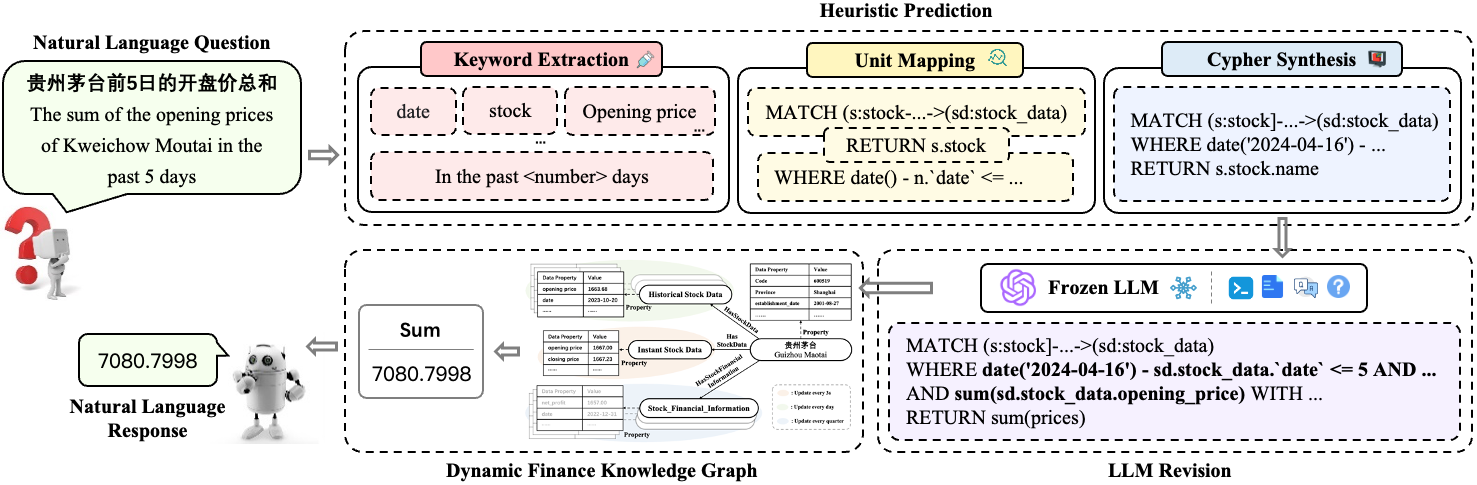 Heuristic Prediction
Natural Language Question
贵州茅台前5日的开盘价总和
The sum of the opening prices
of Kweichow Moutai in the
past 5 days
Keyword Extraction
date
stock
Opening price
...
...
In the past <number> days
Unit Mapping
MATCH (s:stock-...->(sd:stock_data)
RETURN s.stock
WHERE date() - n.`date` <= ...
Cypher Synthesis
MATCH (s:stock]-...->(sd:stock_data)
WHERE date('2024-04-16') - ...
RETURN s.stock.name
Frozen LLM
MATCH (s:stock]-...->(sd:stock_data)
WHERE date('2024-04-16') - sd.stock_data.`date` <= 5 AND ...
AND sum(sd.stock_data.opening_price) WITH ...
RETURN sum(prices)
LLM Revision
Data Property Value
opening price 1663.68
date 2023-10-20
...... ......
Historical Stock Data
Property
Data Property Value
Code 600519
Province Shanghai
establishment_date 2001-08-27
...... ......
Property
HasStockData
Data Property Value
opening price 1667.00
closing price 1667.23
...... ......
Instant Stock Data
Property
Has
StockData
贵州茅台
Guizhou Maotai
HasStockFinancial
Information
Data Property Value
net_profit 1657.00
date 2022-12-31
...... ......
Stock_Financial_Information
Property
: Update every 3s
: Update every day
: Update every quarter
Dynamic Finance Knowledge Graph
Sum
7080.7998
7080.7998
Natural Language
Response